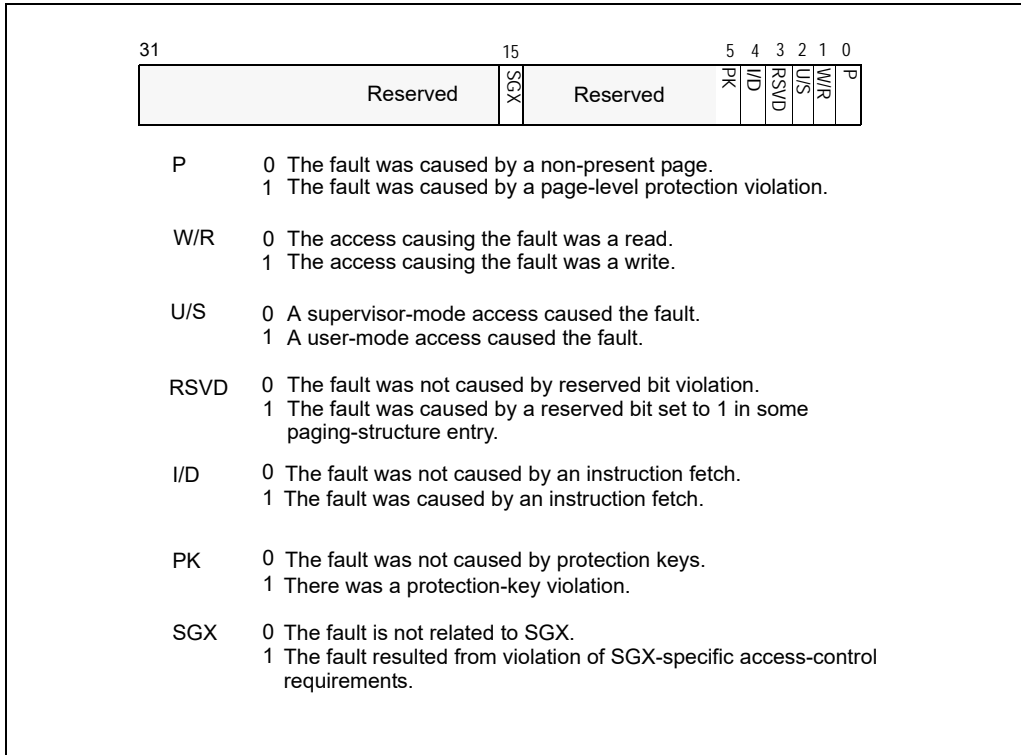 31 15 5 4 3 2 1 0
Reserved SGX Reserved PK I/D RSVD U/S W/R P
P 0 The fault was caused by a non-present page.
1 The fault was caused by a page-level protection violation.
W/R 0 The access causing the fault was a read.
1 The access causing the fault was a write.
U/S 0 A supervisor-mode access caused the fault.
1 A user-mode access caused the fault.
RSVD 0 The fault was not caused by reserved bit violation.
1 The fault was caused by a reserved bit set to 1 in some
paging-structure entry.
I/D 0 The fault was not caused by an instruction fetch.
1 The fault was caused by an instruction fetch.
PK 0 The fault was not caused by protection keys.
1 There was a protection-key violation.
SGX 0 The fault is not related to SGX.
1 The fault resulted from violation of SGX-specific access-control
requirements.